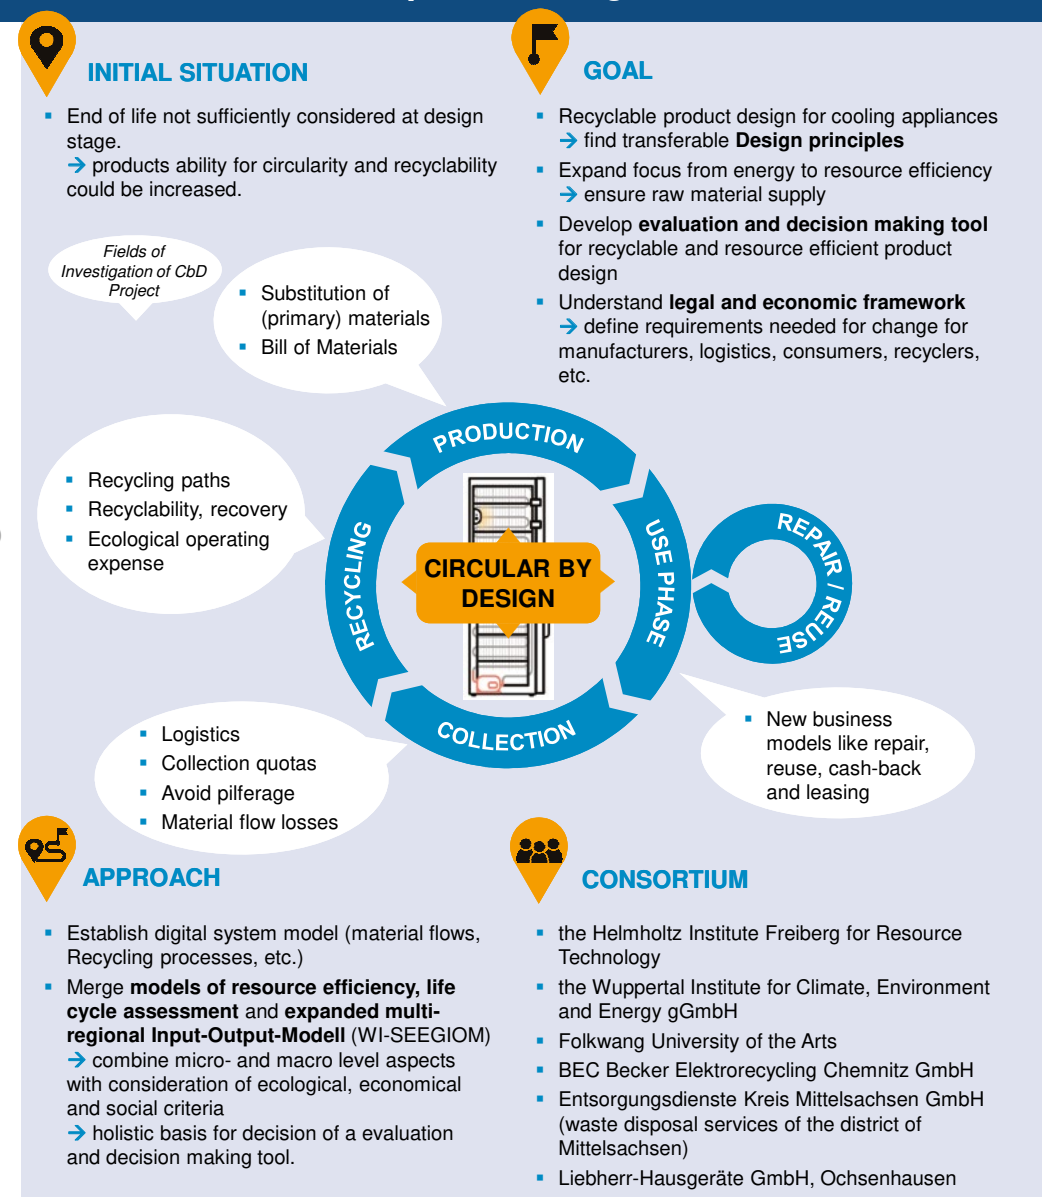 INITIAL SITUATION
▪ End of life not sufficiently considered at design
stage.
→ products ability for circularity and recyclability
could be increased.
GOAL
▪ Recyclable product design for cooling appliances
→ find transferable Design principles
▪ Expand focus from energy to resource efficiency
→ ensure raw material supply
▪ Develop evaluation and decision making tool
for recyclable and resource efficient product
design
▪ Understand legal and economic framework
→ define requirements needed for change for
manufacturers, logistics, consumers, recyclers,
etc.
Fields of
Investigation of CbD
Project
▪ Substitution of
(primary) materials
▪ Bill of Materials
▪ Recycling paths
▪ Recyclability, recovery
▪ Ecological operating
expense
PRODUCTION
USE PHASE
COLLECTION
RECYCLING
CIRCULAR BY
DESIGN
REPAIR / REUSE
▪ Logistics
▪ Collection quotas
▪ Avoid pilferage
▪ Material flow losses
▪ New business
models like repair,
reuse, cash-back
and leasing
APPROACH
▪ Establish digital system model (material flows,
Recycling processes, etc.)
▪ Merge models of resource efficiency, life
cycle assessment and expanded multi-
regional Input-Output-Modell (WI-SEEGIOM)
→ combine micro- and macro level aspects
with consideration of ecological, economical
and social criteria
→ holistic basis for decision of a evaluation
and decision making tool.
CONSORTIUM
▪ the Helmholtz Institute Freiberg for Resource
Technology
▪ the Wuppertal Institute for Climate, Environment
and Energy gGmbH
▪ Folkwang University of the Arts
▪ BEC Becker Elektrorecycling Chemnitz GmbH
▪ Entsorgungsdienste Kreis Mittelsachsen GmbH
(waste disposal services of the district of
Mittelsachsen)
▪ Liebherr-Hausgeräte GmbH, Ochsenhausen